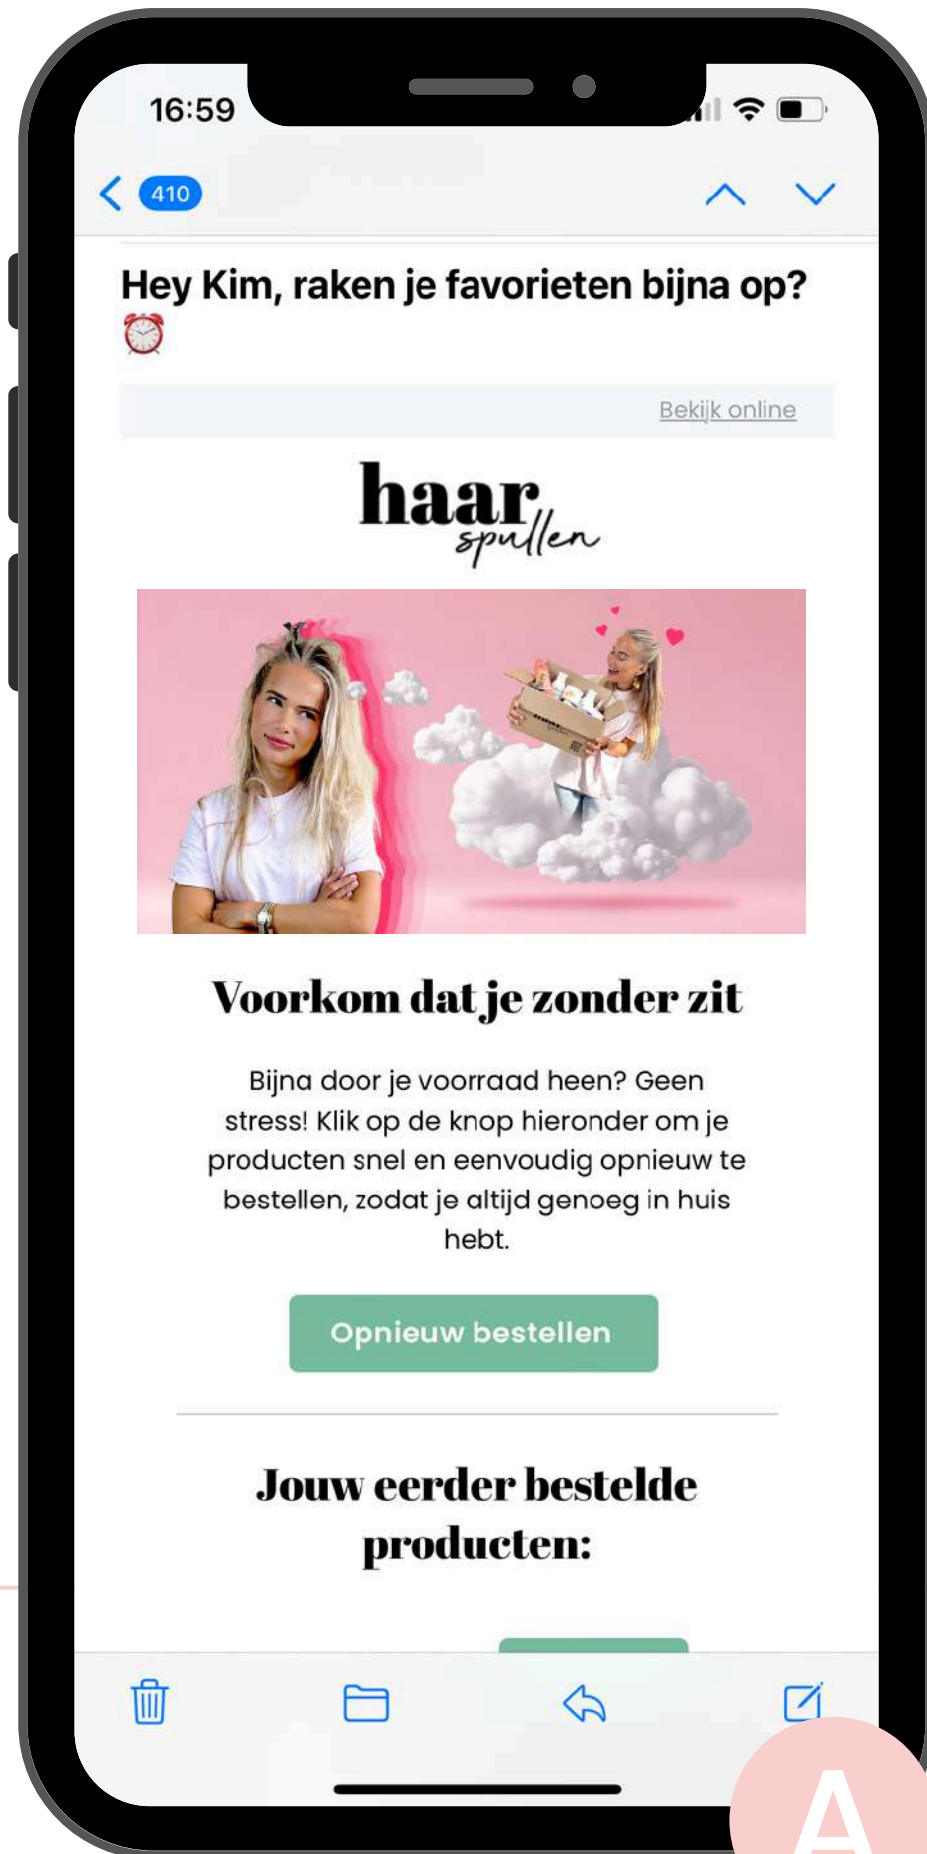 16:59
410
Hey Kim, raken je favorieten bijna op?
⏰
Bekijk online
haar
spullen
Voorkom dat je zonder zit
Bijna door je voorraad heen? Geen
stress! Klik op de knop hieronder om je
producten snel en eenvoudig opnieuw te
bestellen, zodat je altijd genoeg in huis
hebt.
Opnieuw bestellen
Jouw eerder bestelde
producten:
A